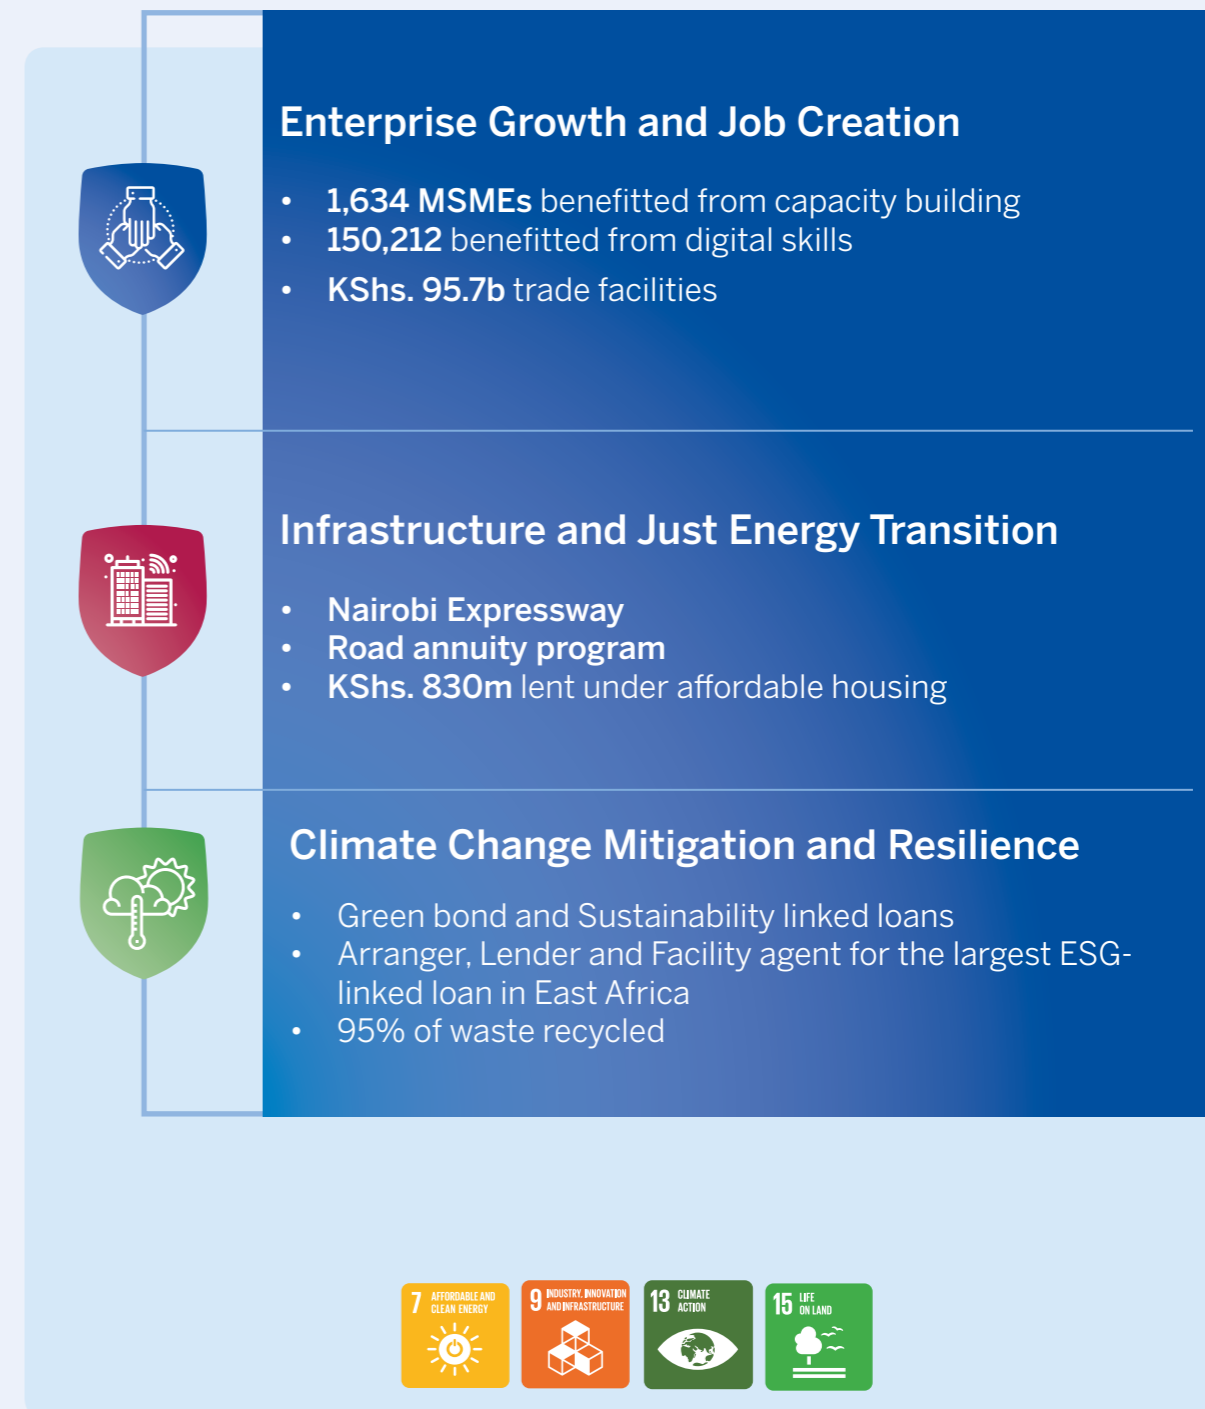 Enterprise Growth and Job Creation
• 1,634 MSMEs benefitted from capacity building
• 150,212 benefitted from digital skills
• KShs. 95.7b trade facilities
Infrastructure and Just Energy Transition
• Nairobi Expressway
• Road annuity program
• KShs. 830m lent under affordable housing
Climate Change Mitigation and Resilience
• Green bond and Sustainability linked loans
• Arranger, Lender and Facility agent for the largest ESG-
linked loan in East Africa
• 95% of waste recycled
7 AFFORDABLE AND
CLEAN ENERGY
9 INDUSTRY, INNOVATION
AND INFRASTRUCTURE
13 CLIMATE
ACTION
15 LIFE
ON LAND